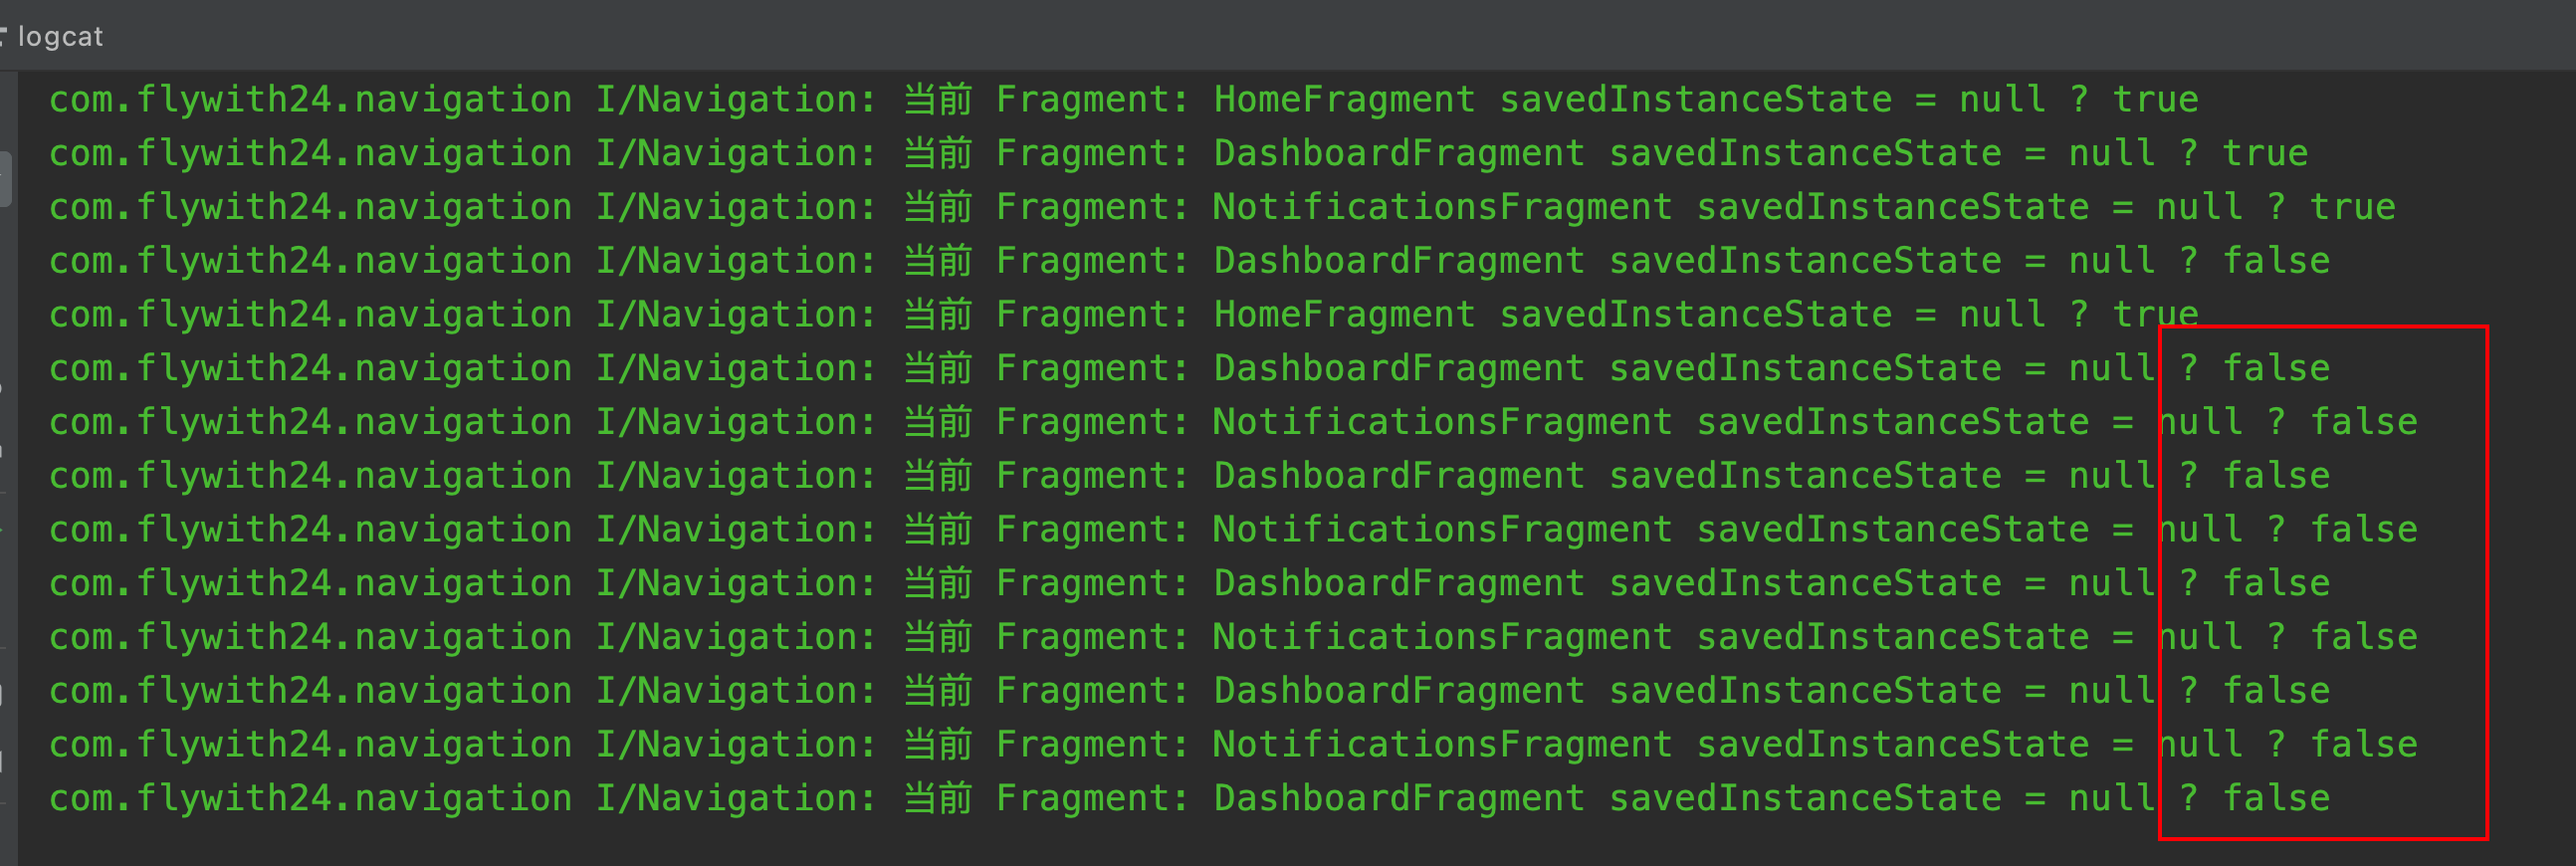 logcat
com.flywith24.navigation I/Navigation: 当前 Fragment: HomeFragment savedInstanceState = null ? true
com.flywith24.navigation I/Navigation: 当前 Fragment: DashboardFragment savedInstanceState = null ? true
com.flywith24.navigation I/Navigation: 当前 Fragment: NotificationsFragment savedInstanceState = null ? true
com.flywith24.navigation I/Navigation: 当前 Fragment: DashboardFragment savedInstanceState = null ? false
com.flywith24.navigation I/Navigation: 当前 Fragment: HomeFragment savedInstanceState = null ? true
com.flywith24.navigation I/Navigation: 当前 Fragment: DashboardFragment savedInstanceState = null ? false
com.flywith24.navigation I/Navigation: 当前 Fragment: NotificationsFragment savedInstanceState = null ? false
com.flywith24.navigation I/Navigation: 当前 Fragment: DashboardFragment savedInstanceState = null ? false
com.flywith24.navigation I/Navigation: 当前 Fragment: NotificationsFragment savedInstanceState = null ? false
com.flywith24.navigation I/Navigation: 当前 Fragment: DashboardFragment savedInstanceState = null ? false
com.flywith24.navigation I/Navigation: 当前 Fragment: NotificationsFragment savedInstanceState = null ? false
com.flywith24.navigation I/Navigation: 当前 Fragment: DashboardFragment savedInstanceState = null ? false
com.flywith24.navigation I/Navigation: 当前 Fragment: NotificationsFragment savedInstanceState = null ? false
com.flywith24.navigation I/Navigation: 当前 Fragment: DashboardFragment savedInstanceState = null ? false